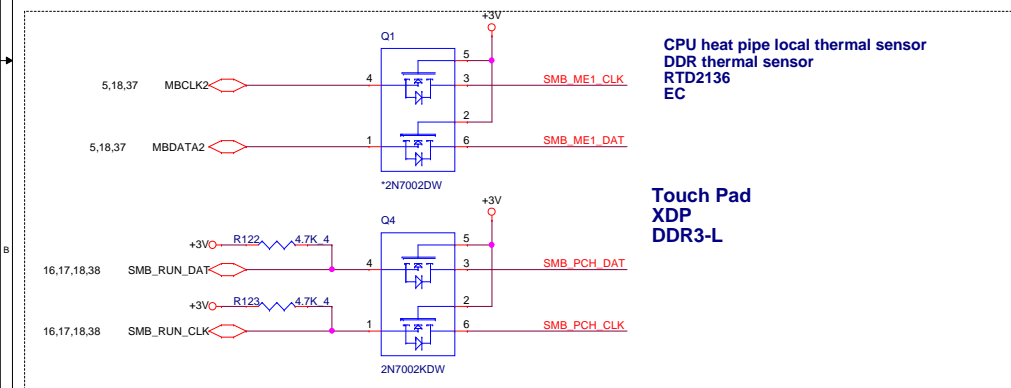 +3V
Q1
CPU heat pipe local thermal sensor
DDR thermal sensor
RTD2136
EC
5
5,18,37 MBCLK2 4 3 SMB_ME1_CLK
2
5,18,37 MBDATA2 1 6 SMB_ME1_DAT
*2N7002DW
Touch Pad
XDP
DDR3-L
+3V
Q4
+3V R122 4.7K_4 5
16,17,18,38 SMB_RUN_DAT 4 3 SMB_PCH_DAT
+3V R123 4.7K_4 2
16,17,18,38 SMB_RUN_CLK 1 6 SMB_PCH_CLK
2N7002KDW
B